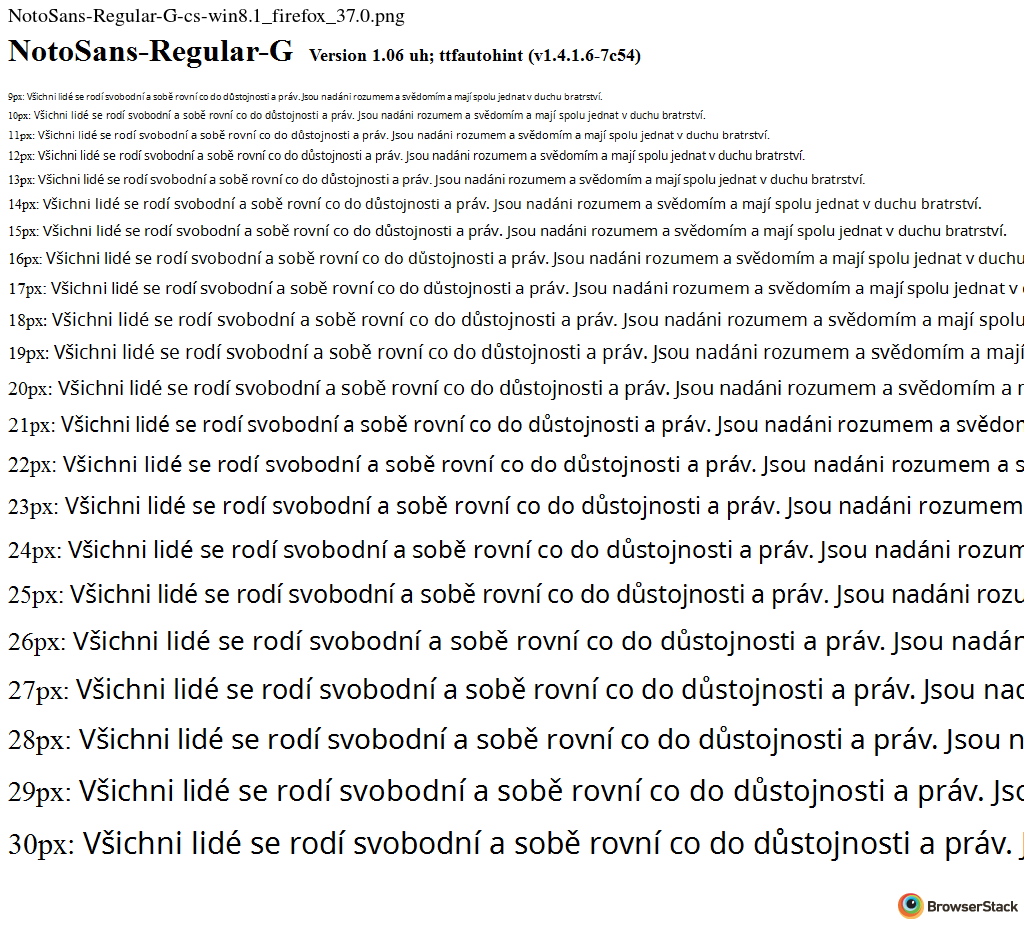 NotoSans-Regular-G-cs-win8.1_firefox_37.0.png
NotoSans-Regular-G Version 1.06 uh; ttfautohint (v1.4.1.6-7c54)
9px: Všichni lidé se rodí svobodní a sobě rovní co do důstojnosti a práv. Jsou nadáni rozumem a svědomím a mají spolu jednat v duchu bratrství.
10px: Všichni lidé se rodí svobodní a sobě rovní co do důstojnosti a práv. Jsou nadáni rozumem a svědomím a mají spolu jednat v duchu bratrství.
11px: Všichni lidé se rodí svobodní a sobě rovní co do důstojnosti a práv. Jsou nadáni rozumem a svědomím a mají spolu jednat v duchu bratrství.
12px: Všichni lidé se rodí svobodní a sobě rovní co do důstojnosti a práv. Jsou nadáni rozumem a svědomím a mají spolu jednat v duchu bratrství.
13px: Všichni lidé se rodí svobodní a sobě rovní co do důstojnosti a práv. Jsou nadáni rozumem a svědomím a mají spolu jednat v duchu bratrství.
14px: Všichni lidé se rodí svobodní a sobě rovní co do důstojnosti a práv. Jsou nadáni rozumem a svědomím a mají spolu jednat v duchu bratrství.
15px: Všichni lidé se rodí svobodní a sobě rovní co do důstojnosti a práv. Jsou nadáni rozumem a svědomím a mají spolu jednat v duchu bratrství.
16px: Všichni lidé se rodí svobodní a sobě rovní co do důstojnosti a práv. Jsou nadáni rozumem a svědomím a mají spolu jednat v duchu
17px: Všichni lidé se rodí svobodní a sobě rovní co do důstojnosti a práv. Jsou nadáni rozumem a svědomím a mají spolu jednat v
18px: Všichni lidé se rodí svobodní a sobě rovní co do důstojnosti a práv. Jsou nadáni rozumem a svědomím a mají spolu
19px: Všichni lidé se rodí svobodní a sobě rovní co do důstojnosti a práv. Jsou nadáni rozumem a svědomím a mají
20px: Všichni lidé se rodí svobodní a sobě rovní co do důstojnosti a práv. Jsou nadáni rozumem a svědomím a
21px: Všichni lidé se rodí svobodní a sobě rovní co do důstojnosti a práv. Jsou nadáni rozumem a svědom
22px: Všichni lidé se rodí svobodní a sobě rovní co do důstojnosti a práv. Jsou nadáni rozumem a s
23px: Všichni lidé se rodí svobodní a sobě rovní co do důstojnosti a práv. Jsou nadáni rozumem
24px: Všichni lidé se rodí svobodní a sobě rovní co do důstojnosti a práv. Jsou nadáni rozum
25px: Všichni lidé se rodí svobodní a sobě rovní co do důstojnosti a práv. Jsou nadáni rozu
26px: Všichni lidé se rodí svobodní a sobě rovní co do důstojnosti a práv. Jsou nadán
27px: Všichni lidé se rodí svobodní a sobě rovní co do důstojnosti a práv. Jsou nad
28px: Všichni lidé se rodí svobodní a sobě rovní co do důstojnosti a práv. Jsou n
29px: Všichni lidé se rodí svobodní a sobě rovní co do důstojnosti a práv. Jso
30px: Všichni lidé se rodí svobodní a sobě rovní co do důstojnosti a práv. J
BrowserStack